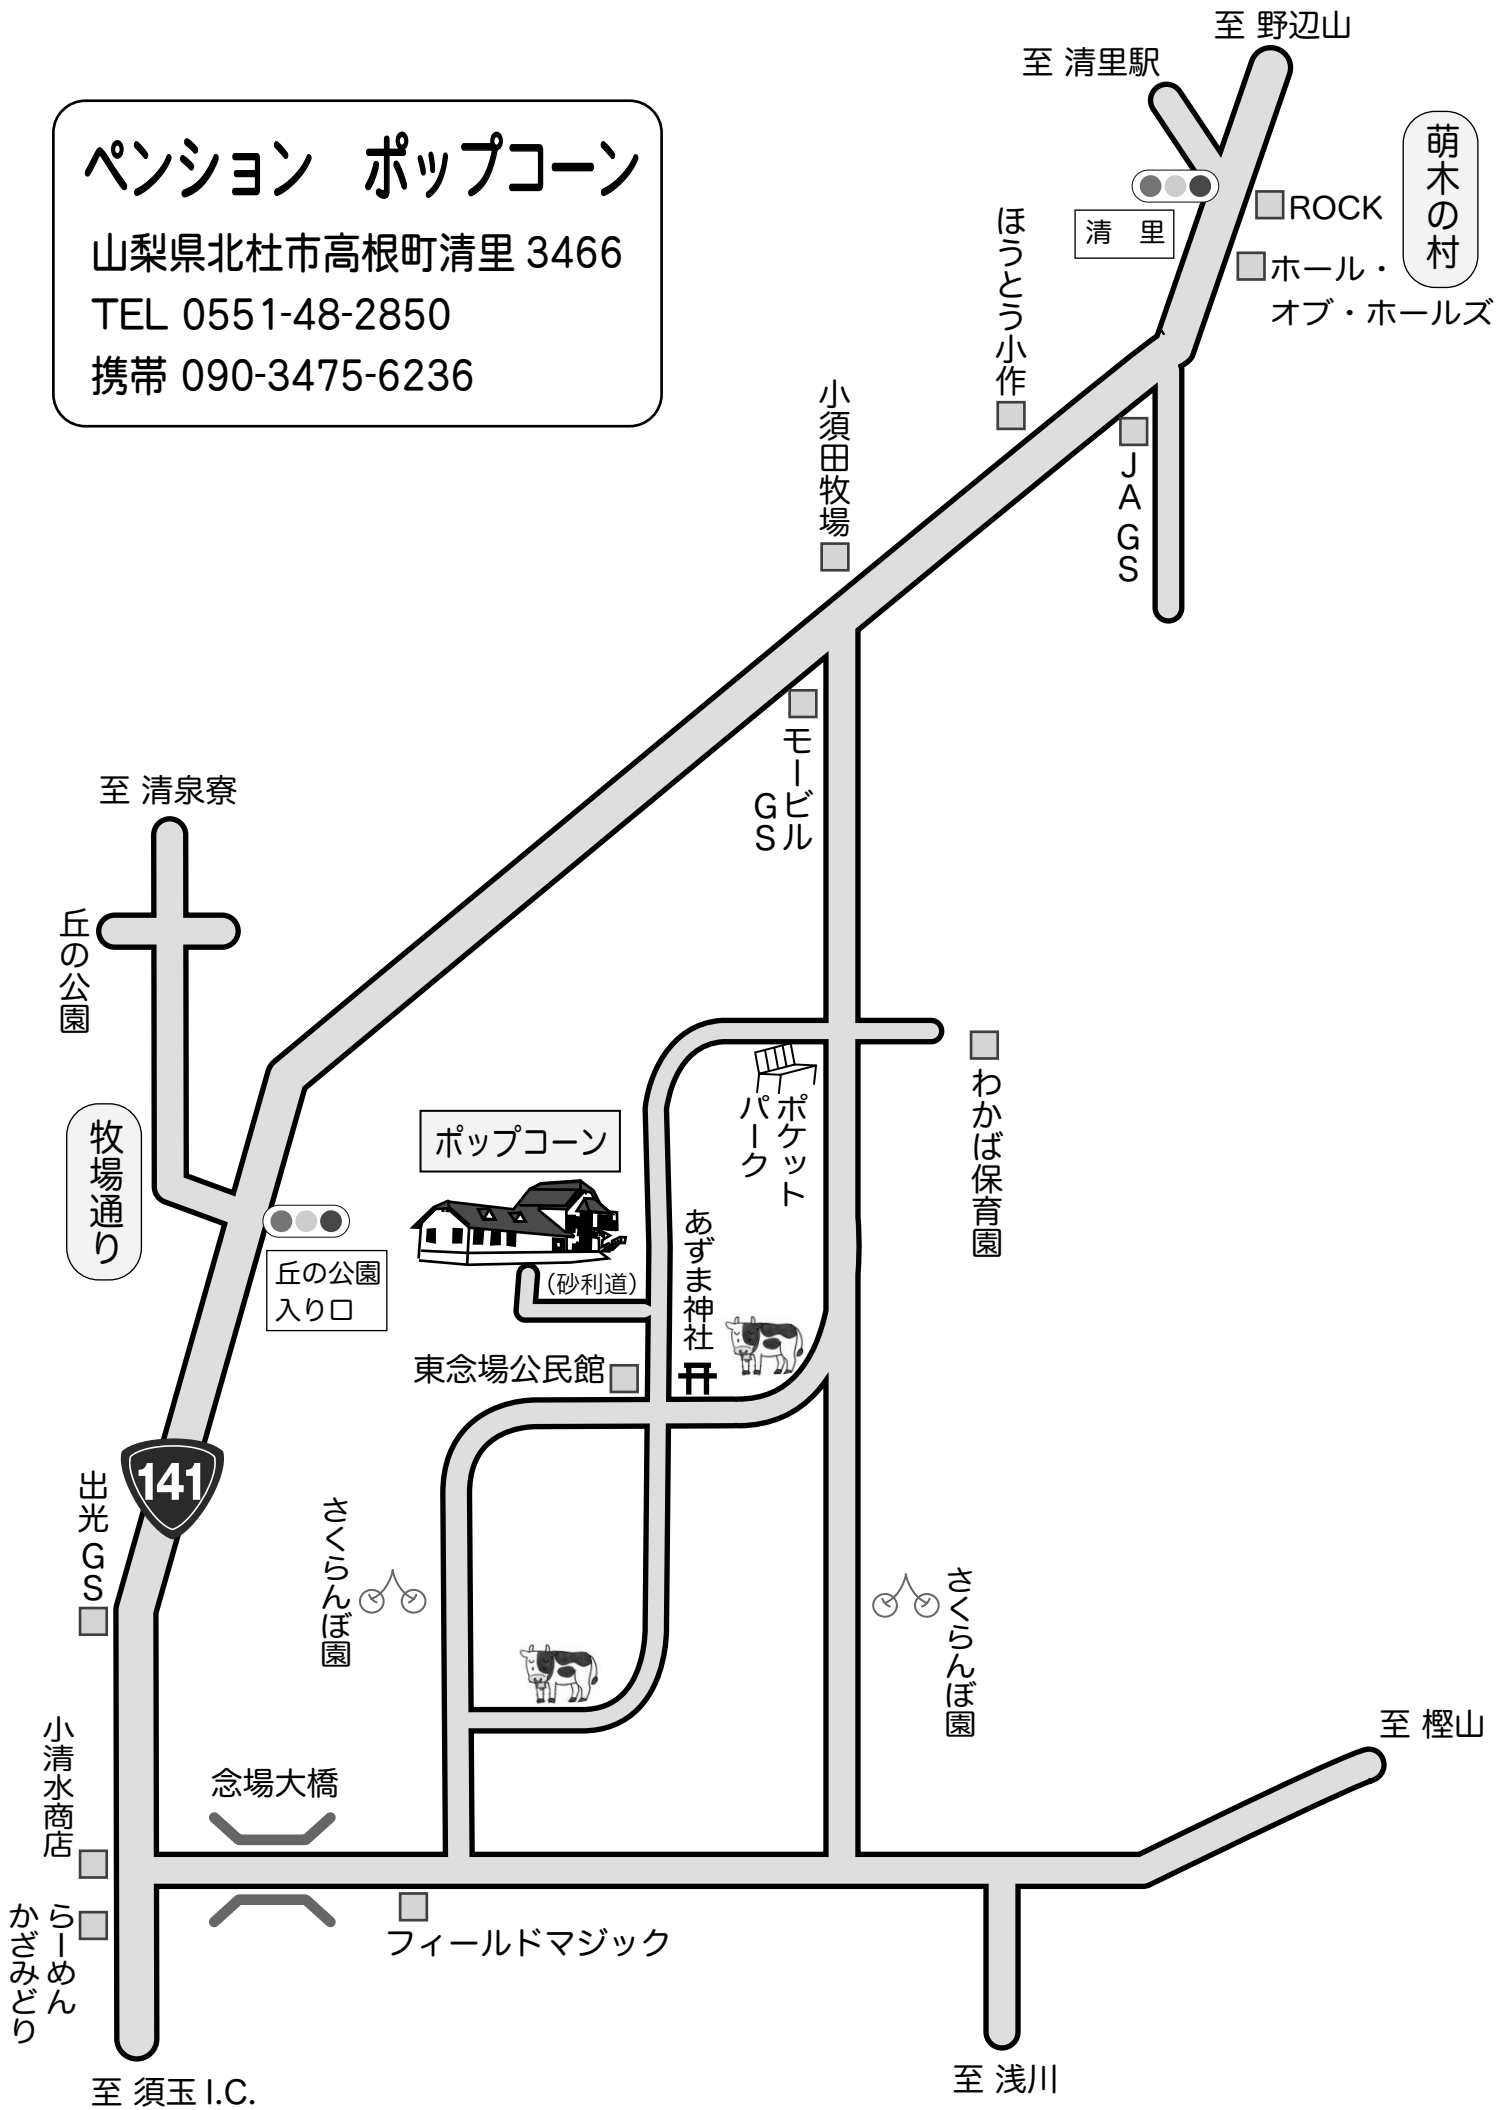 至 野辺山
至 清里駅
萌木の村
ペンション ポップコーン
山梨県北杜市高根町清里 3466
TEL 0551-48-2850
携帯 090-3475-6236
ROCK
清 里
ホール・
オブ・ホールズ
ほうとう小作
小須田牧場
JA GS
モービル
GS
至 清泉寮
丘の公園
わかば保育園
ポケット
パーク
牧場通り
ポップコーン
あずま神社
丘の公園
入り口
(砂利道)
東念場公民館
141
出光 GS
さくらんぼ園
さくらんぼ園
小清水商店
念場大橋
至 樫山
らーめん
かざみどり
フィールドマジック
至 須玉 I.C.
至 浅川